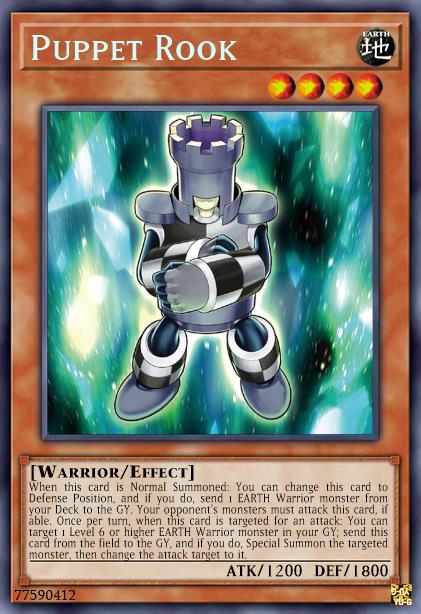 PUPPET ROOK
EARTH
地
[WARRIOR/EFFECT]
When this card is Normal Summoned: You can change this card to
Defense Position, and if you do, send 1 EARTH Warrior monster from
your Deck to the GY. Your opponent's monsters must attack this card, if
able. Once per turn, when this card is targeted for an attack: You can
target 1 Level 6 or higher EARTH Warrior monster in your GY; send this
card from the field to the GY, and if you do, Special Summon the targeted
monster, then change the attack target to it.
ATK/1200 DEF/1800
77590412